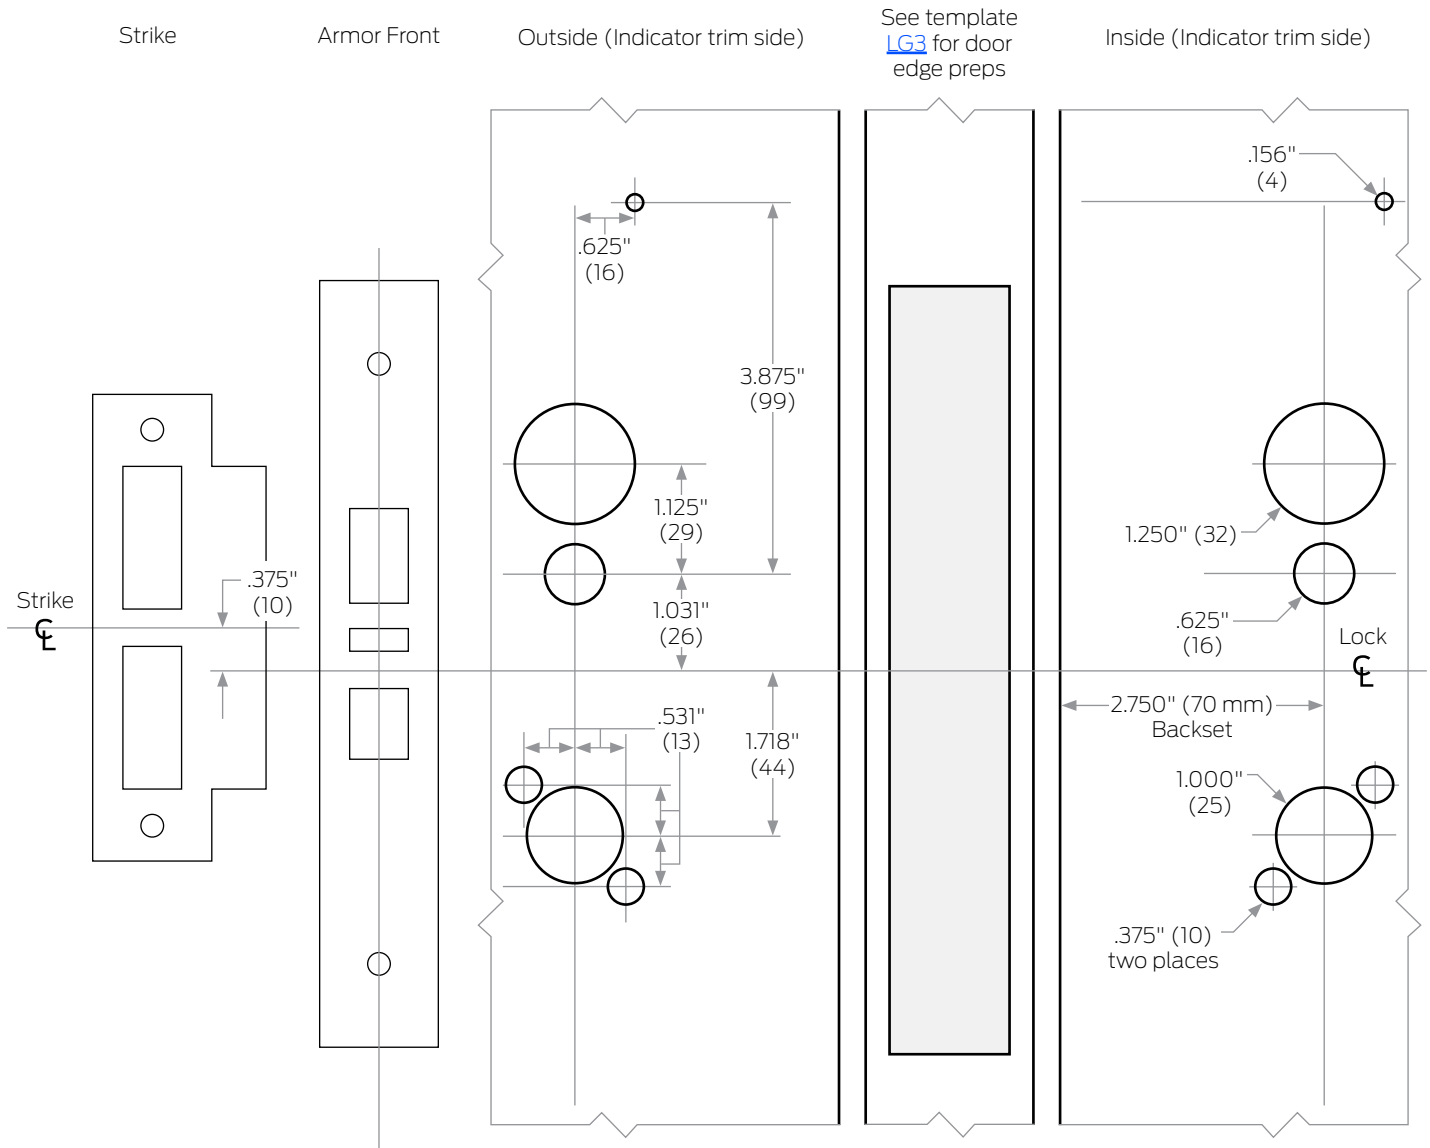 Strike
Armor Front
Outside (Indicator trim side)
See template
LG3 for door
edge preps
Inside (Indicator trim side)
.156"
(4)
.625"
(16)
3.875"
(99)
1.125"
(29)
1.250" (32)
.375"
(10)
Strike
℄
1.031"
(26)
.625"
(16)
Lock
℄
2.750" (70 mm)
Backset
.531"
(13)
1.718"
(44)
1.000"
(25)
.375" (10)
two places